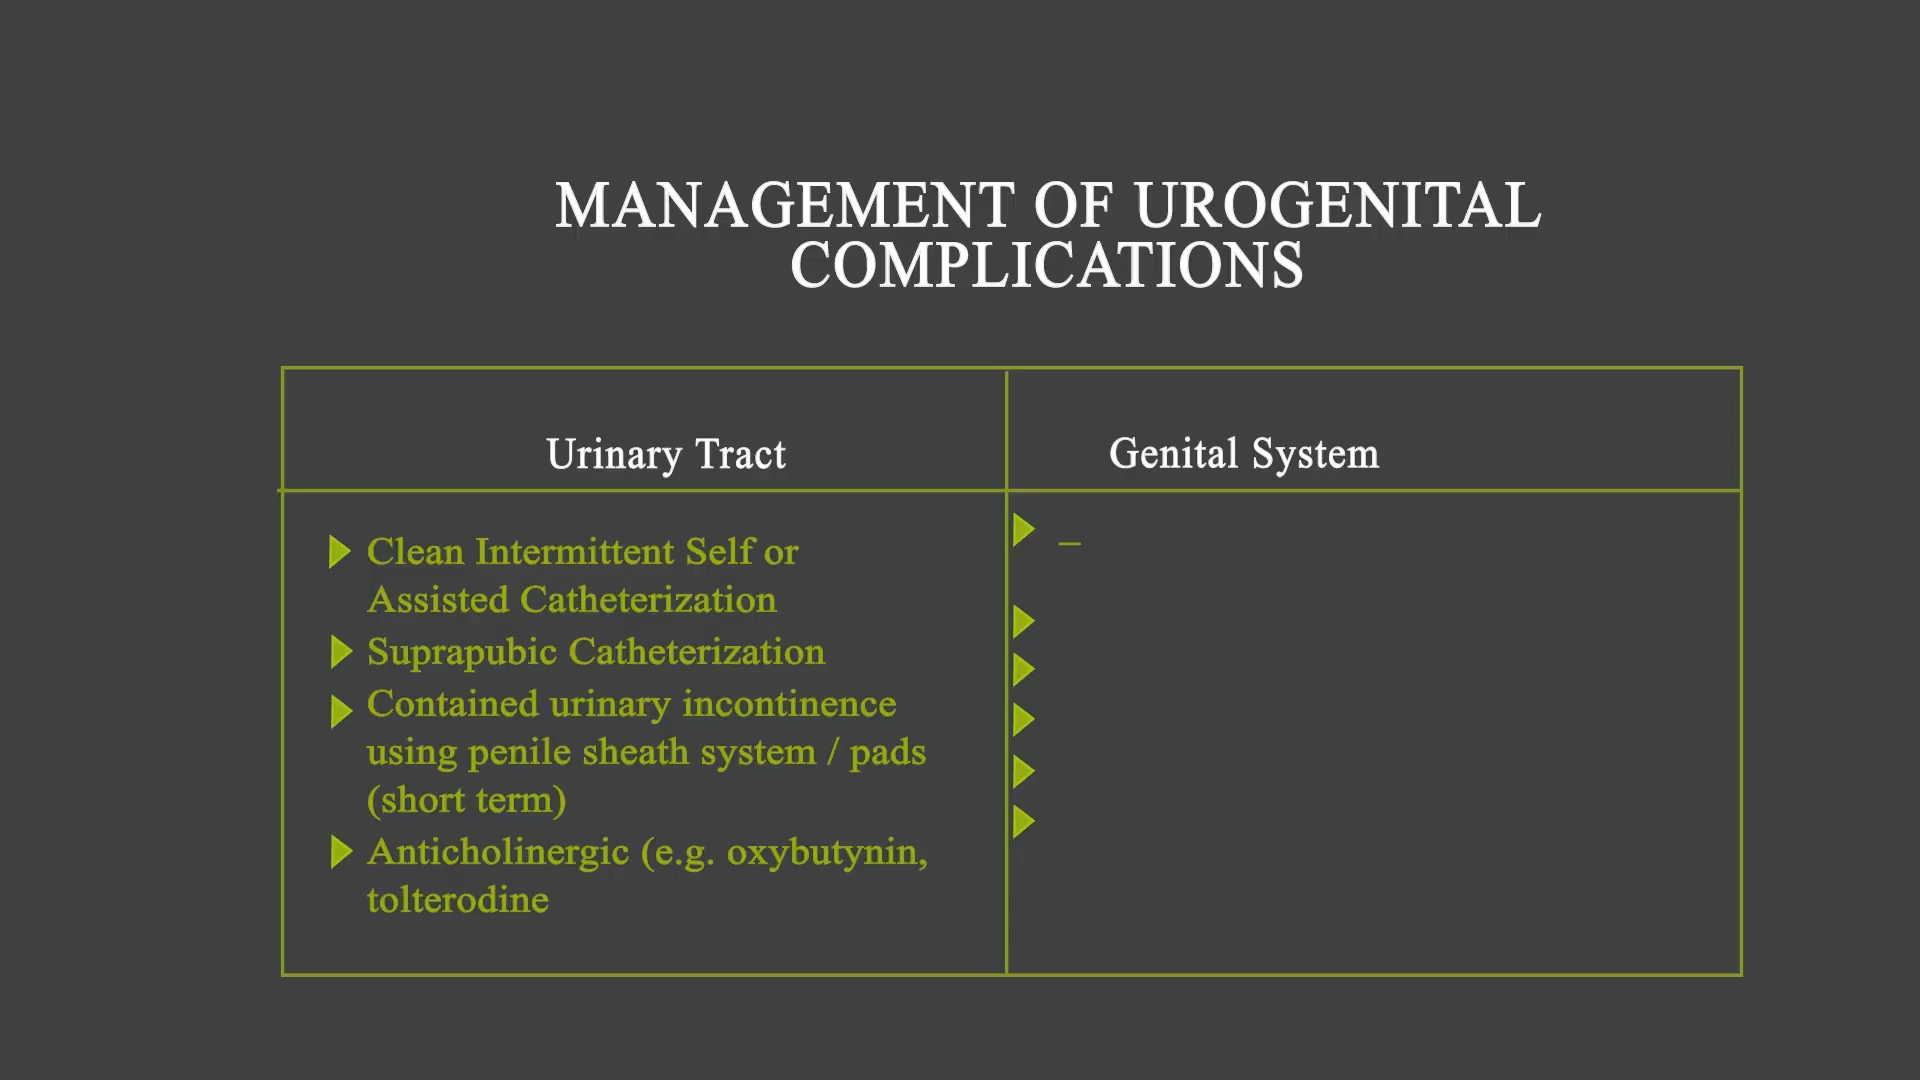 MANAGEMENT OF UROGENITAL
COMPLICATIONS
Urinary Tract
Genital System
Clean Intermittent Self or
Assisted Catheterization
Suprapubic Catheterization
Contained urinary incontinence
using penile sheath system / pads
(short term)
Anticholinergic (e.g. oxybutynin,
tolterodine
–